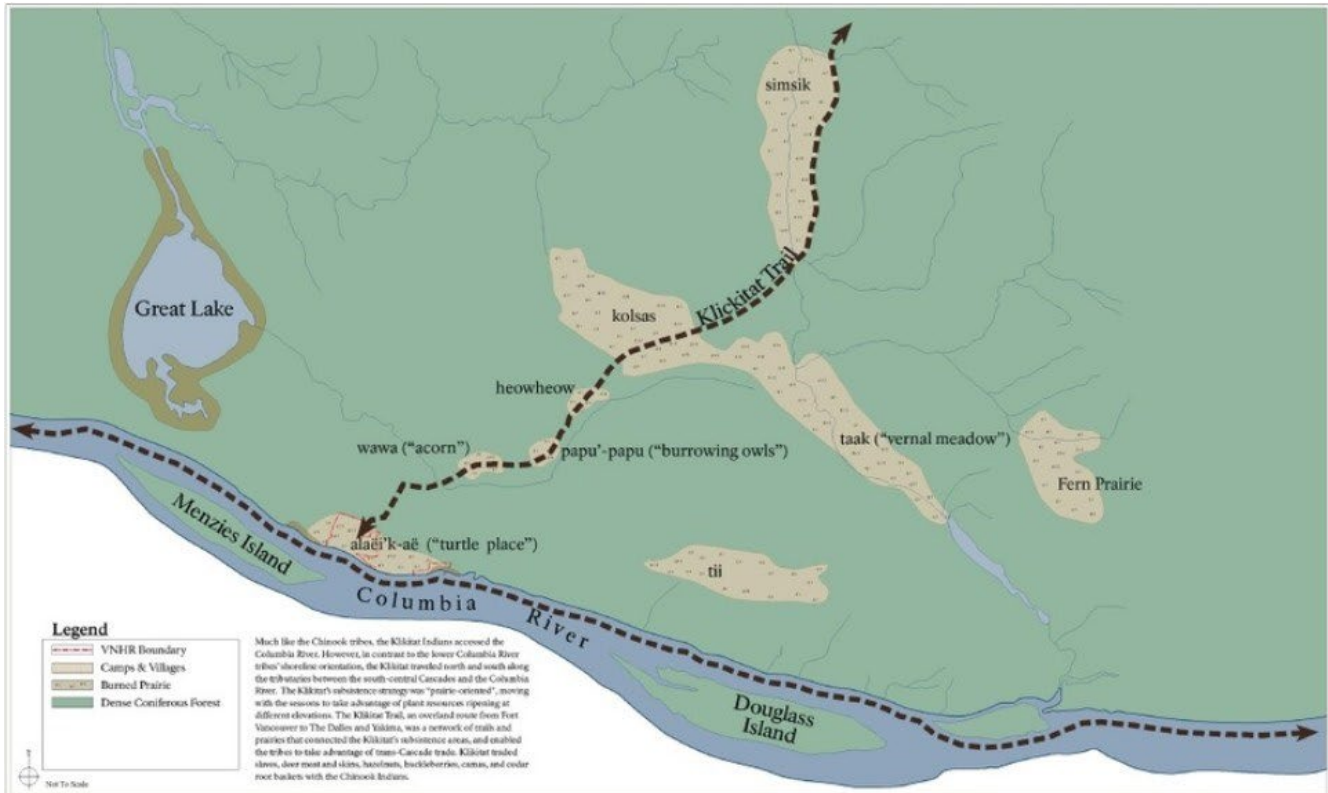 simsik
Klickitat Trail
Great Lake
kolsas
heowheow
wawa ("acorn")
papu'-papu ("burrowing owls")
taak ("vernal meadow")
Fern Prairie
Menzies Island
alaëi'k-aë ("turtle place")
tii
Columbia River
Douglass
Island
Legend
VNHR Boundary
Camps & Villages
Burned Prairie
Dense Coniferous Forest
Much like the Chinook tribes, the Klikitat Indians accessed the
Columbia River. However, in contrast to the lower Columbia River
tribes' shoreline orientation, the Klikitat traveled north and south along
the tributaries between the south-central Cascades and the Columbia
River. The Klikitat's subsistence strategy was "prairie-oriented", moving
with the seasons to take advantage of plant resources ripening at
different elevations. The Klikitat Trail, an overland route from Fort
Vancouver to The Dalles and Yakima, was a network of trails and
prairies that connected the Klikitat's subsistence areas, and enabled
the tribes to take advantage of trans-Cascade trade. Klikitat traded
slaves, deer meat and skins, hazelnuts, huckleberries, camas, and cedar
root baskets with the Chinook Indians.
Not To Scale